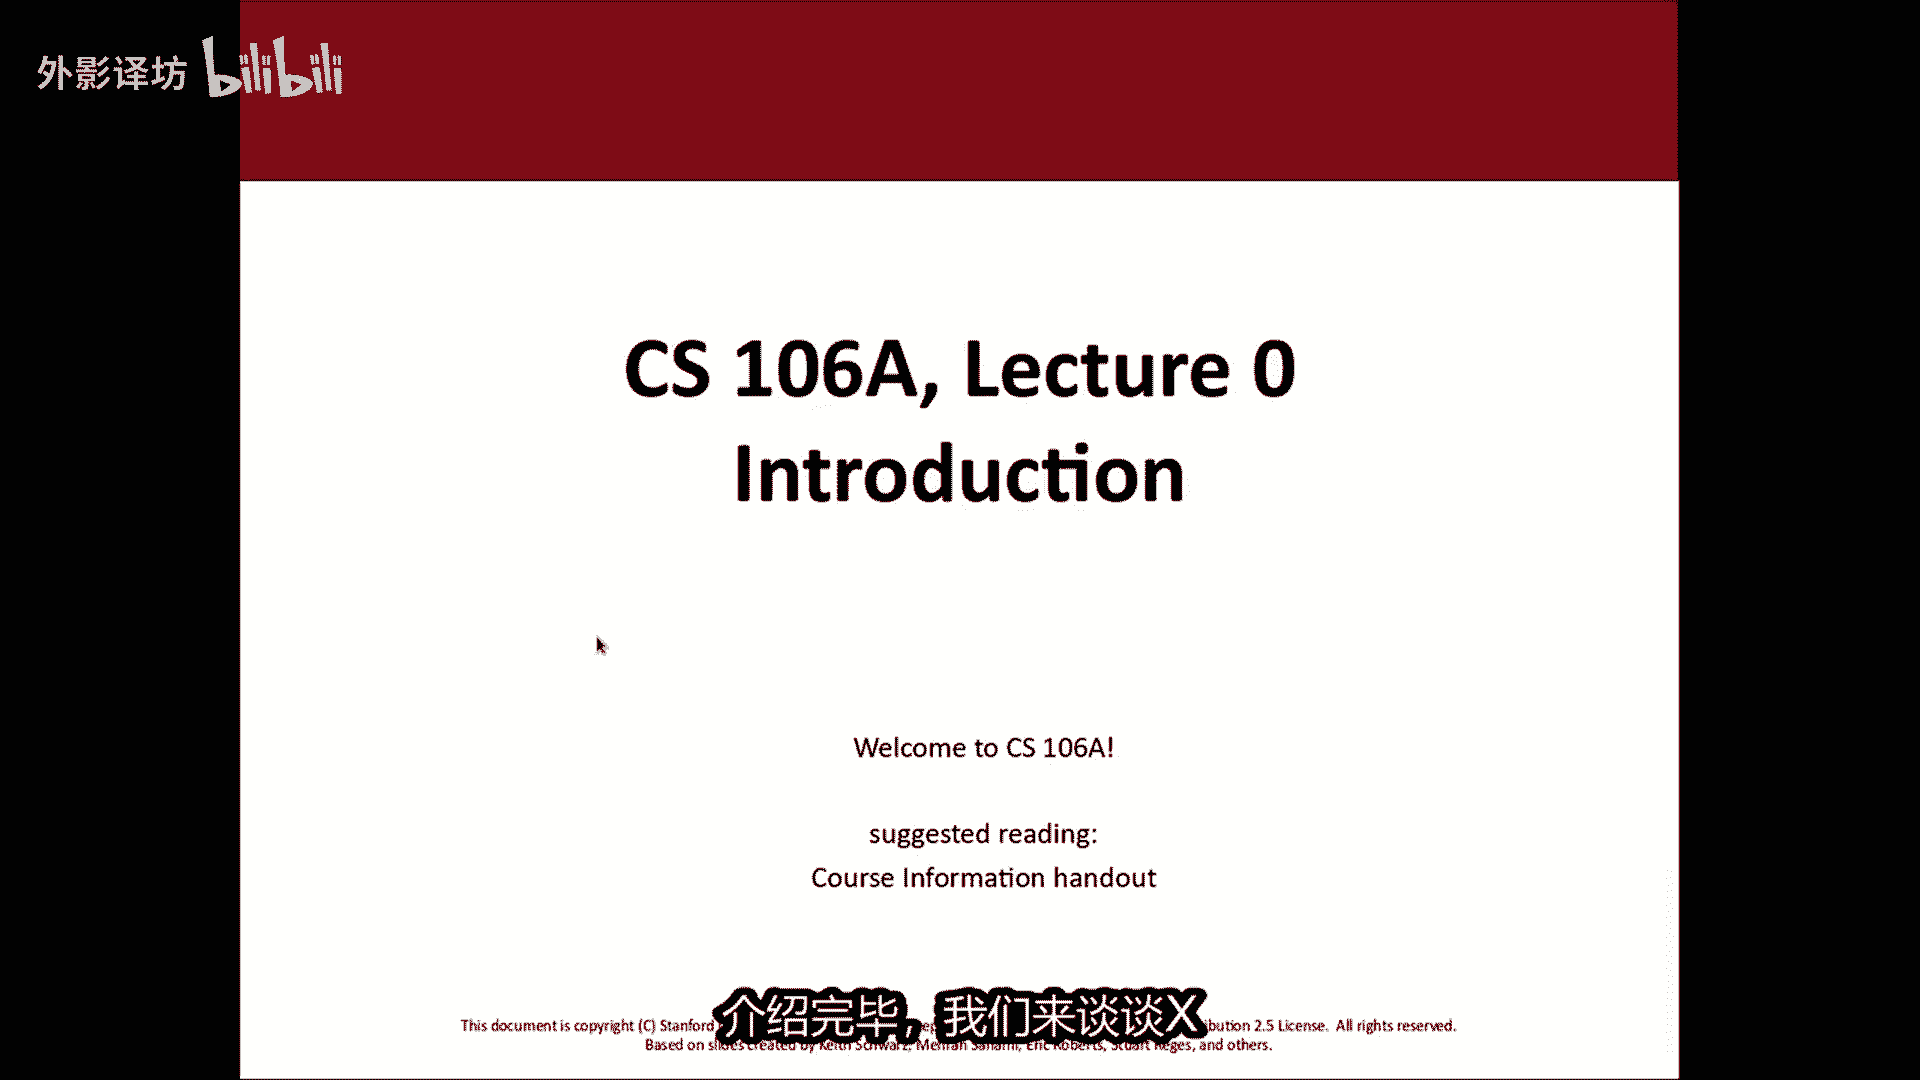 外影译坊 bilibili
CS 106A, Lecture 0
Introduction
Welcome to CS 106A!
suggested reading:
Course Information handout
介绍完毕，我们来谈谈X
This document is copyright (C) Stanford 2.5 License. All rights reserved.
Based on slides created by Keith Schwarz, Mehran Sahami, Eric Roberts, Stuart Reges, and others.